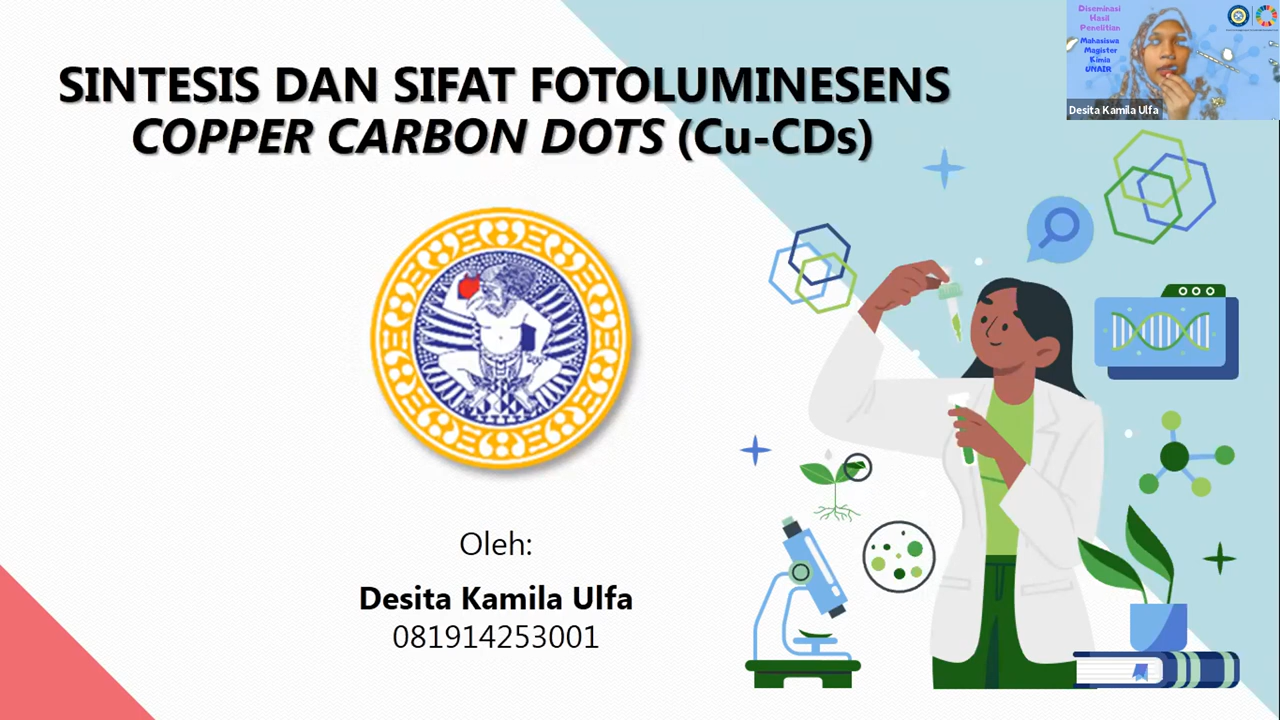 SINTESIS DAN SIFAT FOTOLUMINESENS
COPPER CARBON DOTS (Cu-CDs)
Oleh:
Desita Kamila Ulfa
081914253001
Diseminasi
Hasil
Penelitian
Mahasiswa
Magister
Kimia
UNAIR
Desita Kamila Ulfa